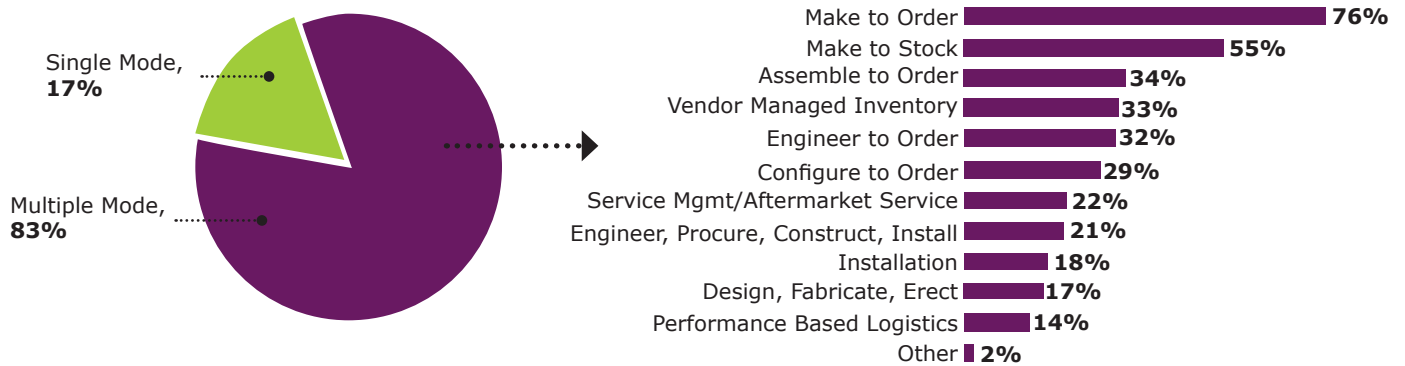 Single Mode,
17%
Multiple Mode,
83%
Make to Order 76%
Make to Stock 55%
Assemble to Order 34%
Vendor Managed Inventory 33%
Engineer to Order 32%
Configure to Order 29%
Service Mgmt/Aftermarket Service 22%
Engineer, Procure, Construct, Install 21%
Installation 18%
Design, Fabricate, Erect 17%
Performance Based Logistics 14%
Other 2%